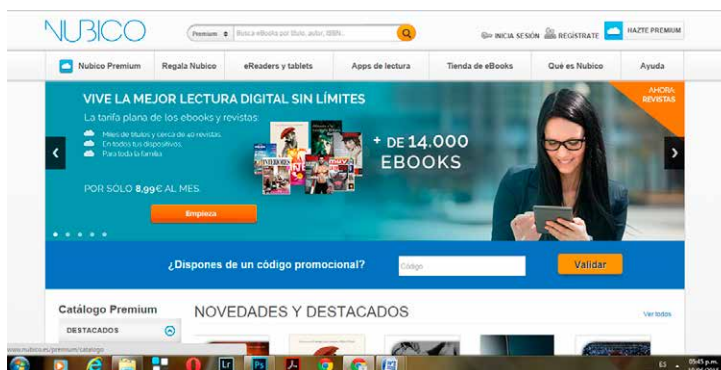 NUBICO
Premium
Busca eBooks por título, autor, ISBN...
INICIA SESIÓN
REGÍSTRATE
HAZTE PREMIUM
Nubico Premium
Regala Nubico
eReaders y tablets
Apps de lectura
Tienda de eBooks
Qué es Nubico
Ayuda
VIVE LA MEJOR LECTURA DIGITAL SIN LÍMITES
La tarifa plana de los ebooks y revistas:
Miles de títulos y cerca de 40 revistas.
En todos tus dispositivos.
Para toda la familia.
POR SOLO 8,99€ AL MES.
Empieza
+ DE 14.000
EBOOKS
AHORA
REVISTAS
¿Dispones de un código promocional?
Código
Validar
Catálogo Premium
DESTACADOS
NOVEDADES Y DESTACADOS
Ver todos
www.nubico.es/premium/catalogo
Lr
Ps
ES
05:45 p.m.